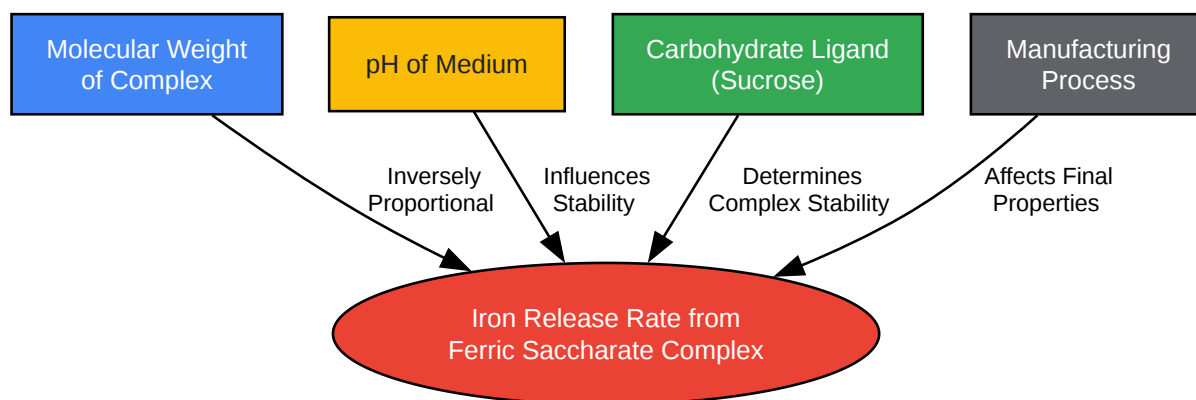 Molecular Weight
of Complex
pH of Medium
Carbohydrate Ligand
(Sucrose)
Manufacturing
Process
Inversely
Proportional
Influences
Stability
Determines
Complex Stability
Affects Final
Properties
Iron Release Rate from
Ferric Saccharate Complex